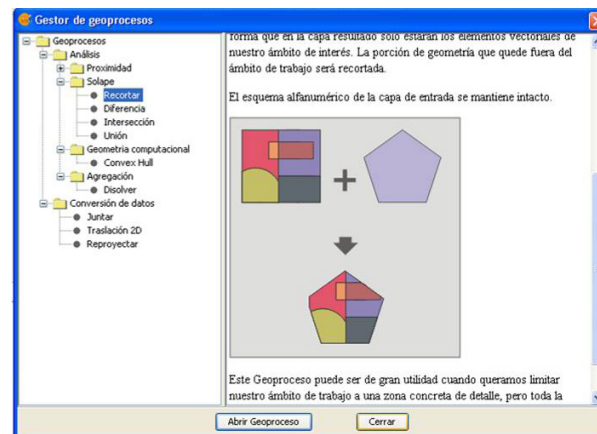 Gestor de geoprocesos
Geoprocesos
Análisis
Proximidad
Solape
Recortar
Diferencia
Intersección
Unión
Geometria computacional
Convex Hull
Agregación
Disolver
Conversión de datos
Juntar
Traslación 2D
Reproyectar
forma que en la capa resultado solo estarán los elementos vectoriales de
nuestro ámbito de interés. La porción de geometría que quede fuera del
ámbito de trabajo será recortada.
El esquema alfanumérico de la capa de entrada se mantiene intacto.
Este Geoproceso puede ser de gran utilidad cuando queramos limitar
nuestro ámbito de trabajo a una zona concreta de detalle, pero toda la
Abrir Geoproceso
Cerrar